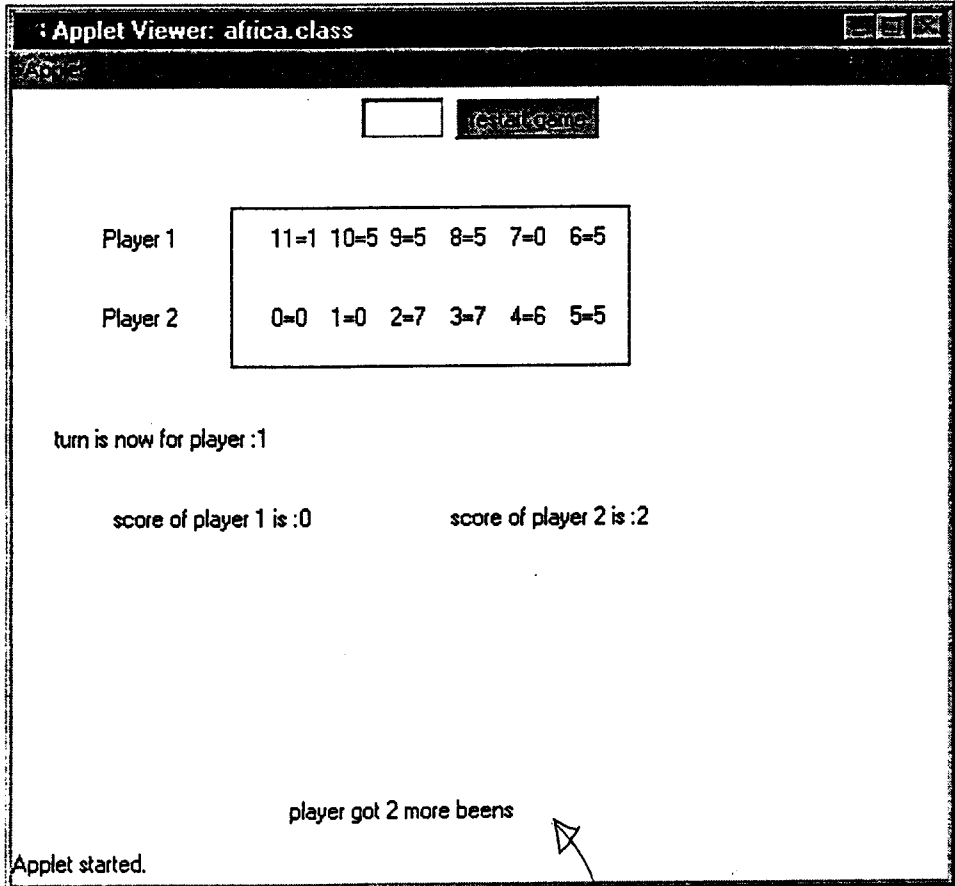 Applet Viewer: africa.class
Applet
restart game
Player 1 11=1 10=5 9=5 8=5 7=0 6=5
Player 2 0=0 1=0 2=7 3=7 4=6 5=5
turn is now for player :1
score of player 1 is :0 score of player 2 is :2
player got 2 more beens
Applet started.